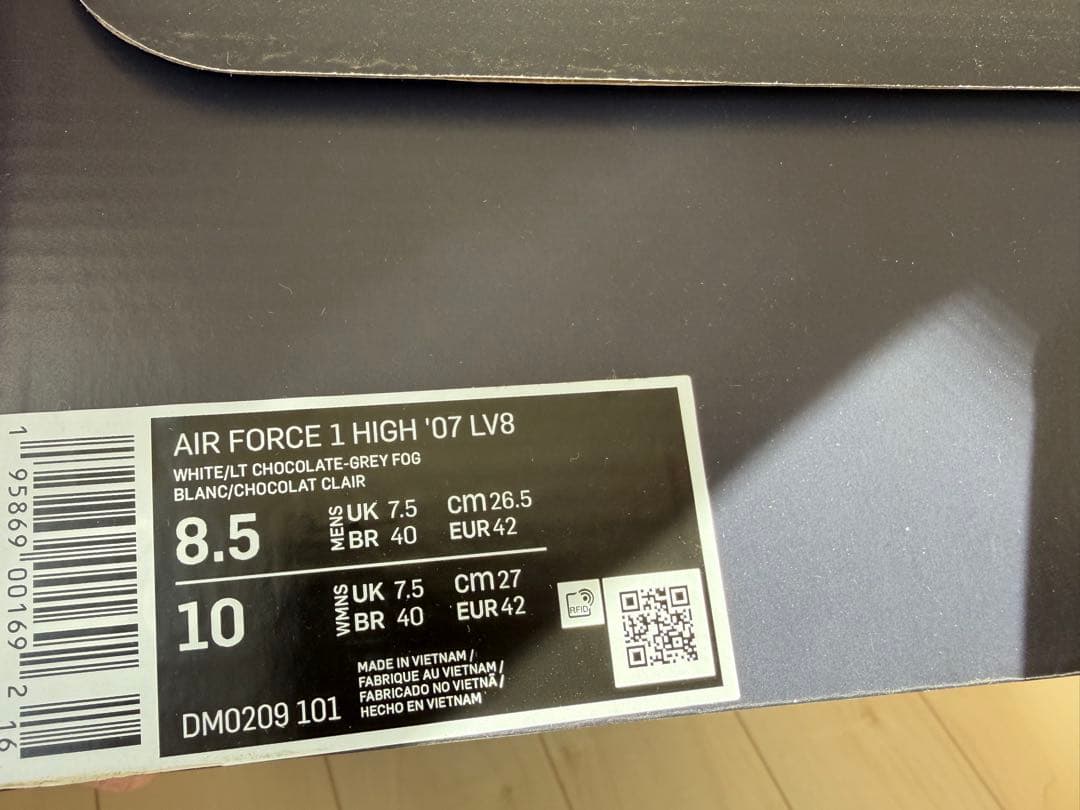 AIR FORCE 1 HIGH '07 LV8
WHITE/LT CHOCOLATE-GREY FOG
BLANC/CHOCOLAT CLAIR
8.5 MENS UK 7.5 cm 26.5
BR 40 EUR 42
10 WMNS UK 7.5 cm 27
BR 40 EUR 42
RFID
MADE IN VIETNAM /
FABRIQUE AU VIETNAM /
FABRICADO NO VIETNÃ /
HECHO EN VIETNAM
DM0209 101
1 95869 00169 2 16